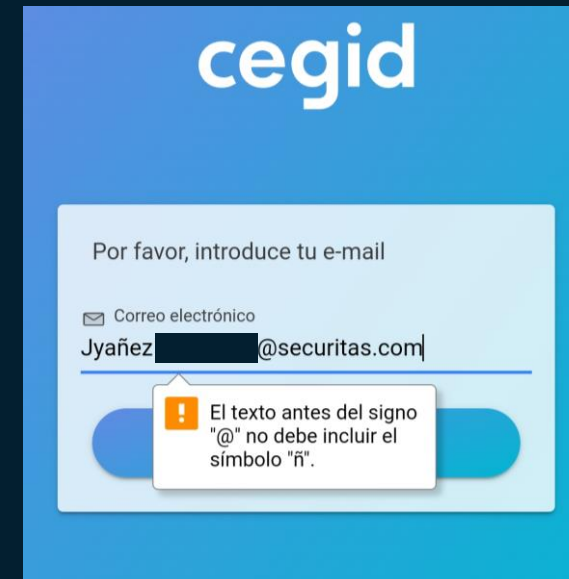 cegid
Por favor, introduce tu e-mail
Correo electrónico
Jyañez @securitas.com
El texto antes del signo
"@" no debe incluir el
símbolo "ñ".